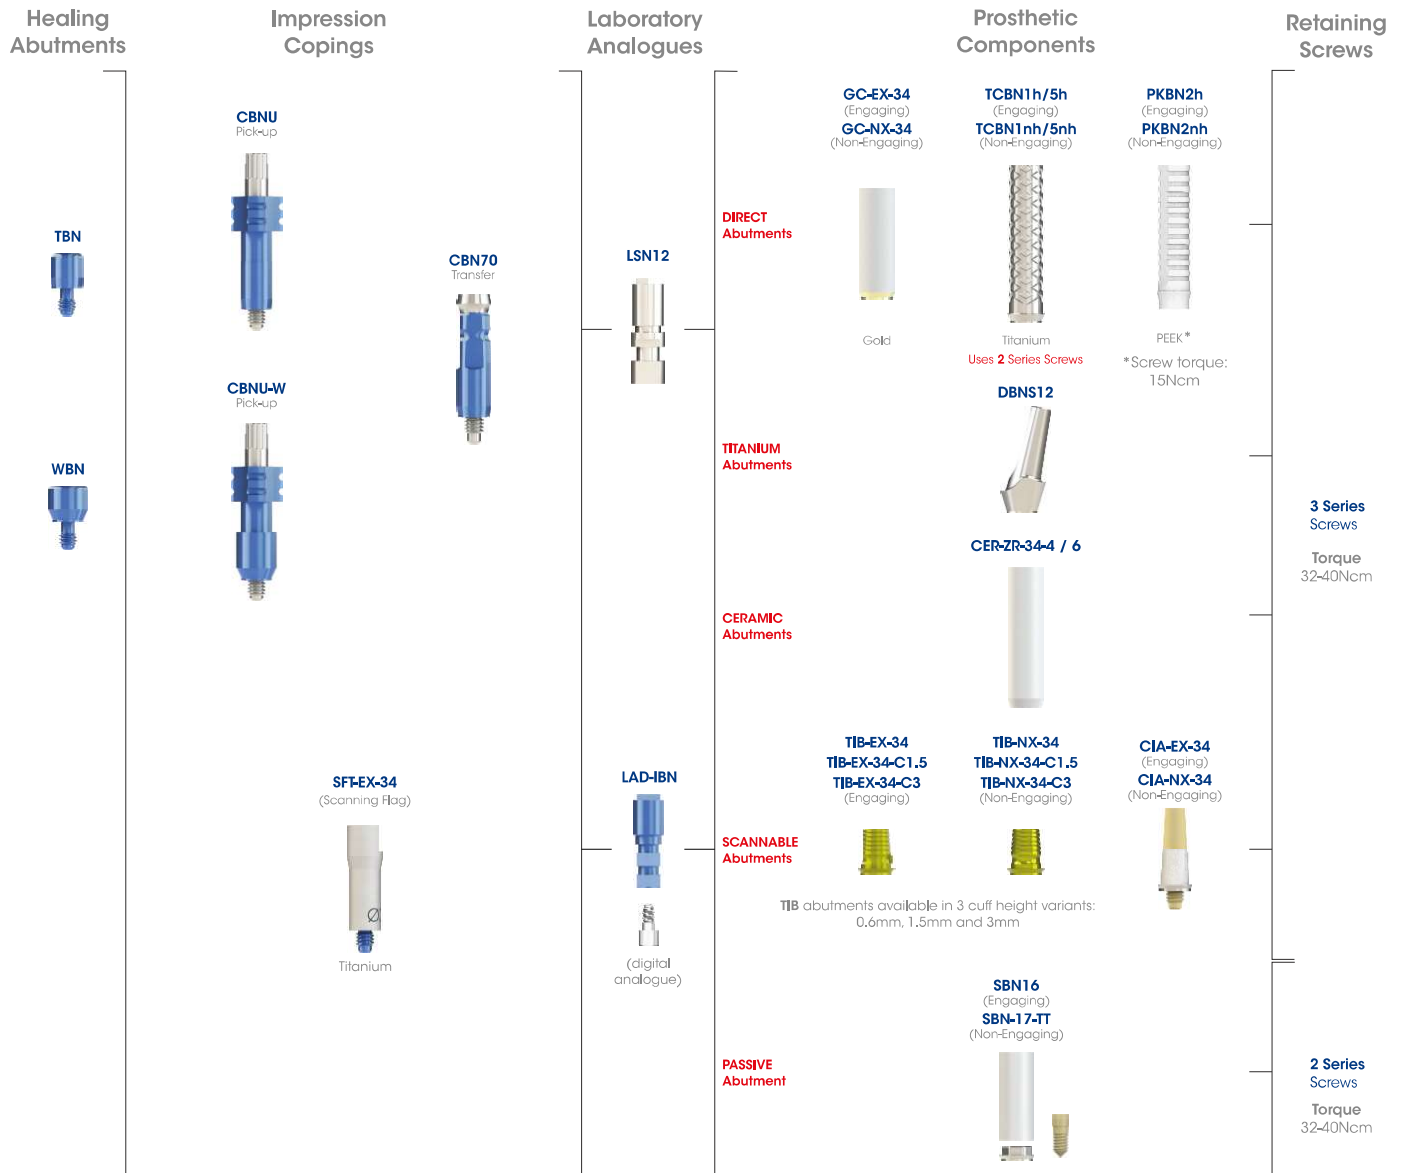 Healing
Abutments
Impression
Copings
Laboratory
Analogues
Prosthetic
Components
Retaining
Screws
TBN
WBN
CBNU
Pick-up
CBNU-W
Pick-up
CBN70
Transfer
SFT-EX-34
(Scanning Flag)
Ø
Titanium
LSN12
LAD-IBN
(digital
analogue)
DIRECT
Abutments
GC-EX-34
(Engaging)
GC-NX-34
(Non-Engaging)
Gold
TCBN1h/5h
(Engaging)
TCBN1nh/5nh
(Non-Engaging)
Titanium
Uses 2 Series Screws
PKBN2h
(Engaging)
PKBN2nh
(Non-Engaging)
PEEK*
*Screw torque:
15Ncm
TITANIUM
Abutments
DBNS12
CERAMIC
Abutments
CER-ZR-34-4 / 6
SCANNABLE
Abutments
TIB-EX-34
TIB-EX-34-C1.5
TIB-EX-34-C3
(Engaging)
TIB-NX-34
TIB-NX-34-C1.5
TIB-NX-34-C3
(Non-Engaging)
CIA-EX-34
(Engaging)
CIA-NX-34
(Non-Engaging)
TIB abutments available in 3 cuff height variants:
0.6mm, 1.5mm and 3mm
PASSIVE
Abutment
SBN16
(Engaging)
SBN-17-TT
(Non-Engaging)
3 Series
Screws
Torque
32-40Ncm
2 Series
Screws
Torque
32-40Ncm